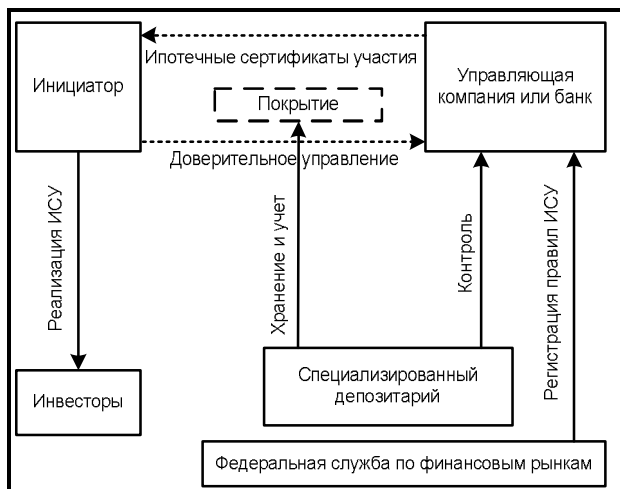 Ипотечные сертификаты участия
Инициатор
Управляющая
компания или банк
Покрытие
Доверительное управление
Реализация ИСУ
Хранение и учет
Контроль
Регистрация правил ИСУ
Инвесторы
Специализированный
депозитарий
Федеральная служба по финансовым рынкам